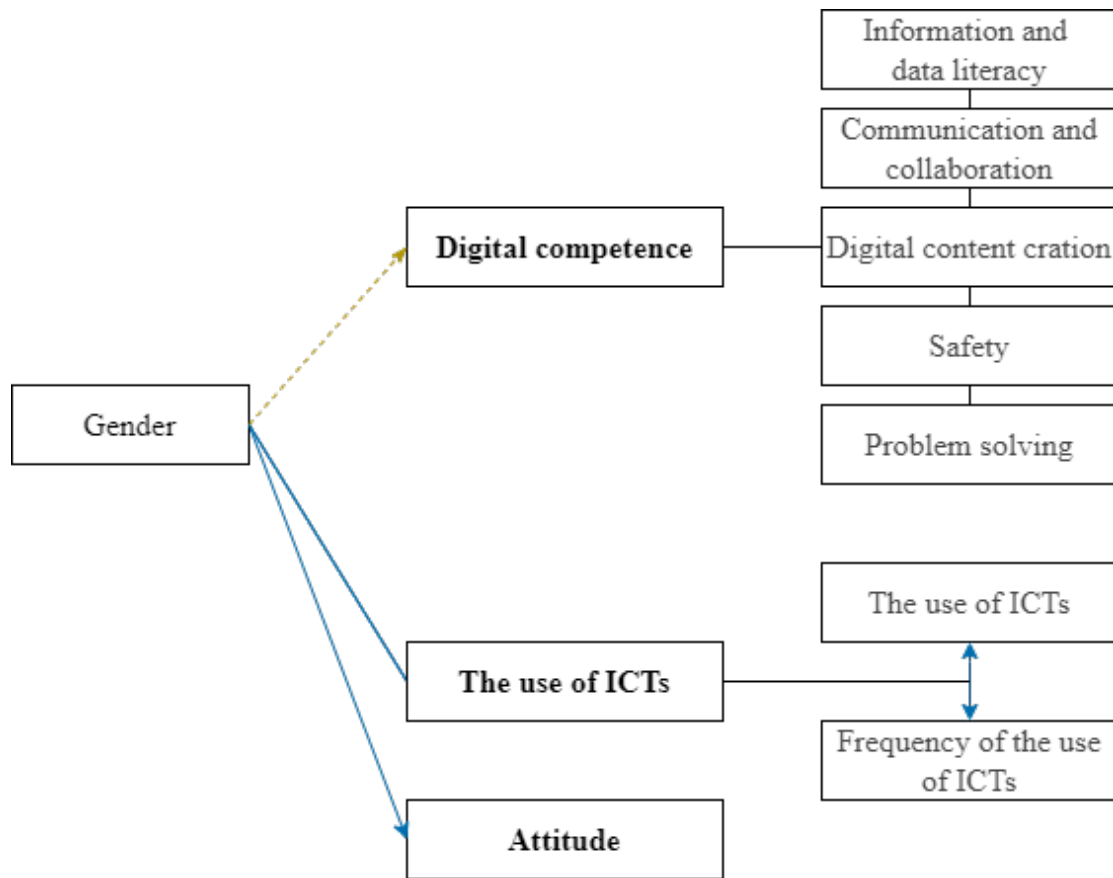 Information and
data literacy
Communication and
collaboration
Digital competence
Digital content cration
Safety
Gender
Problem solving
The use of ICTs
The use of ICTs
Frequency of the use
of ICTs
Attitude